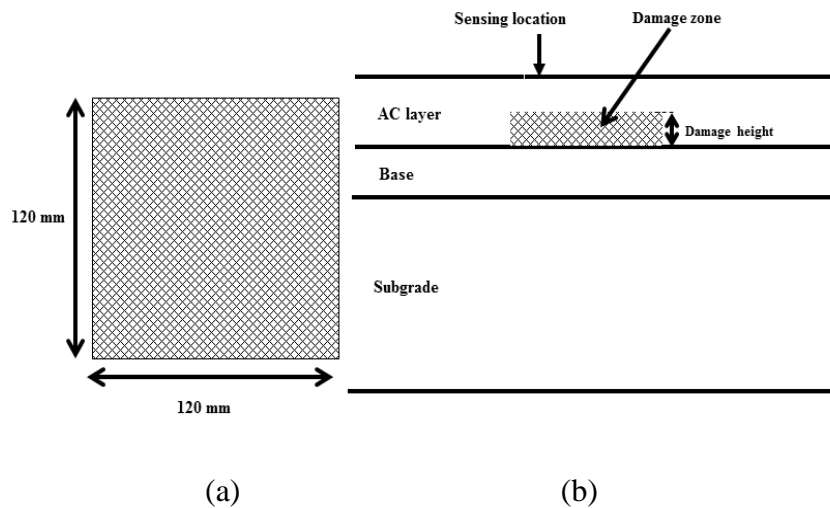 Sensing location
Damage zone
AC layer
Damage height
120 mm
Base
Subgrade
120 mm
(a)
(b)